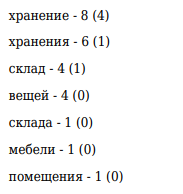 хранение - 8 (4)
хранения - 6 (1)
склад - 4 (1)
вещей - 4 (0)
склада - 1 (0)
мебели - 1 (0)
помещения - 1 (0)